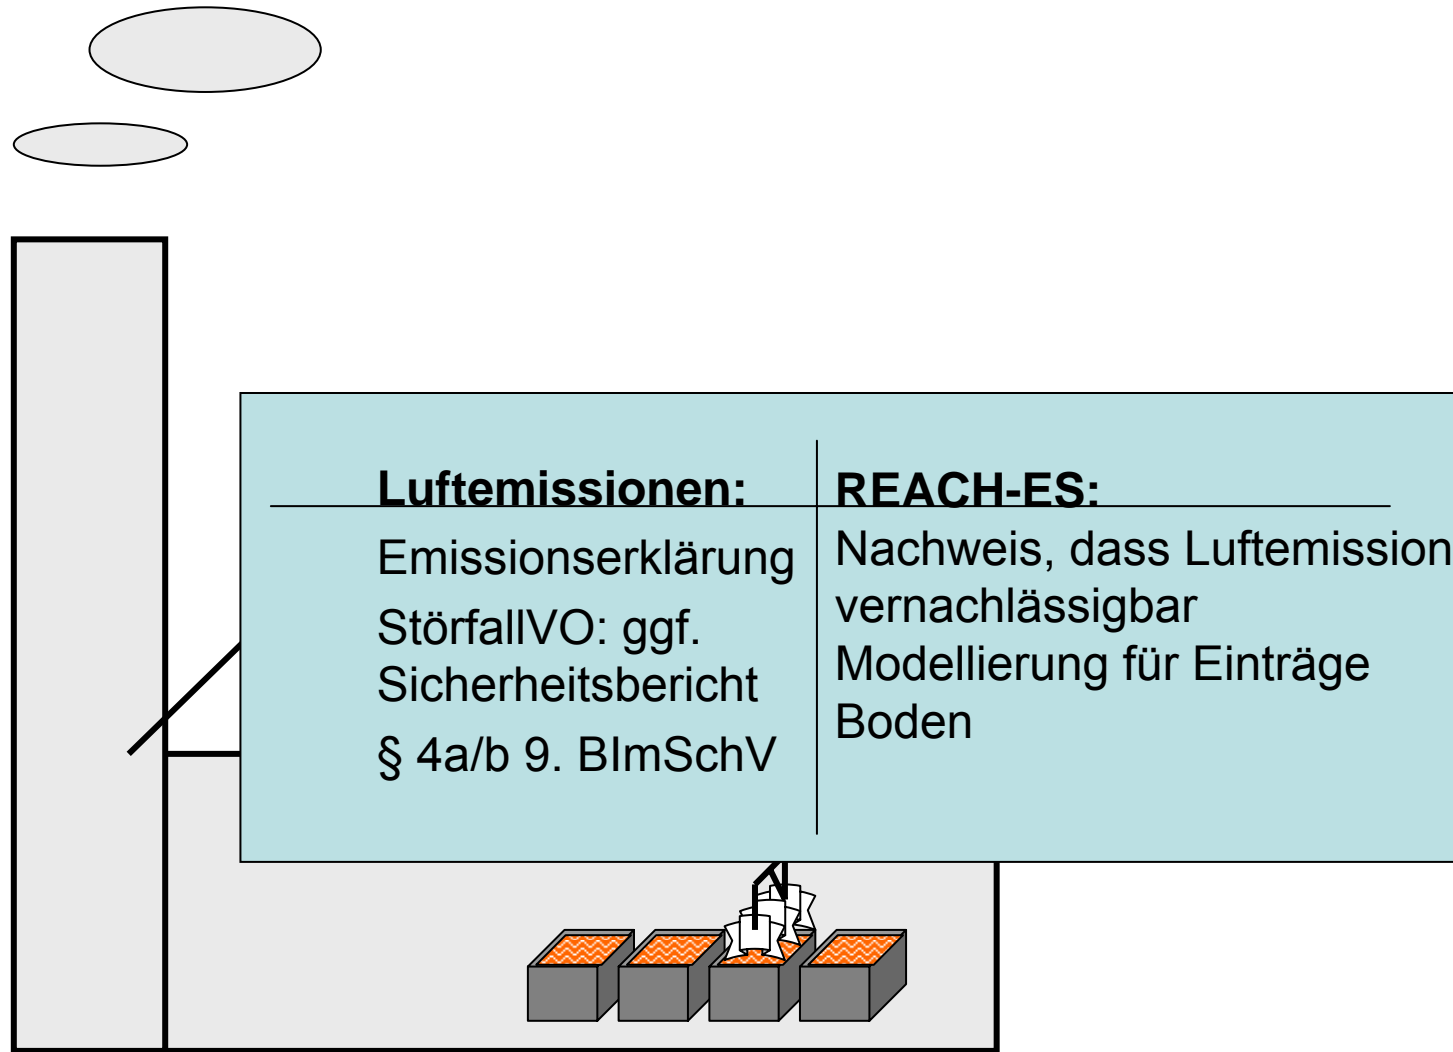 Luftemissionen:
Emissionserklärung
StörfallVO: ggf.
Sicherheitsbericht
§ 4a/b 9. BImSchV
REACH-ES:
Nachweis, dass Luftemission
vernachlässigbar
Modellierung für Einträge
Boden